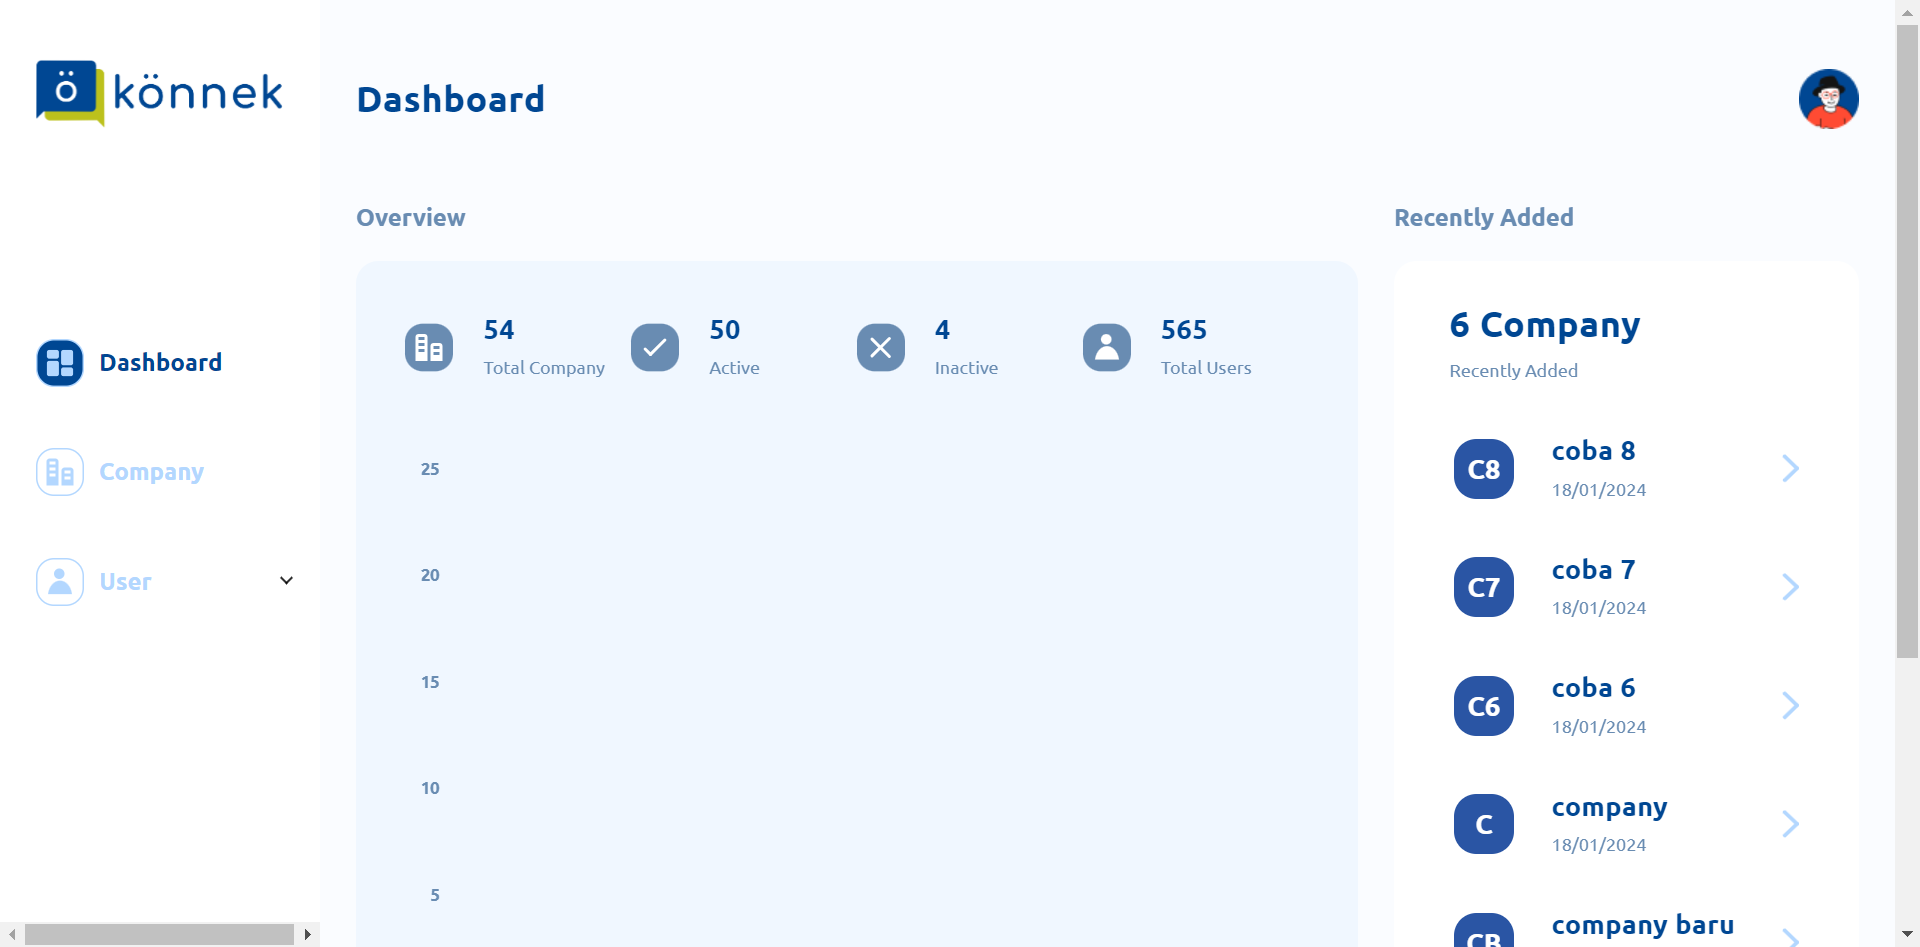 ö könnek
Dashboard
Company
User
Dashboard
Overview
54
Total Company
50
Active
4
Inactive
565
Total Users
25
20
15
10
5
Recently Added
6 Company
Recently Added
C8
coba 8
18/01/2024
C7
coba 7
18/01/2024
C6
coba 6
18/01/2024
C
company
18/01/2024
CB
company baru